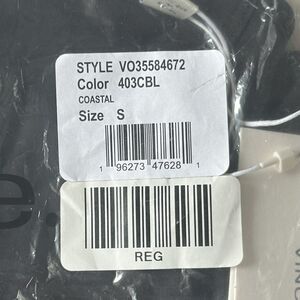 STYLE VO35584672
Color 403CBL
COASTAL
Size S
1 96273 47628 1
e.
REG